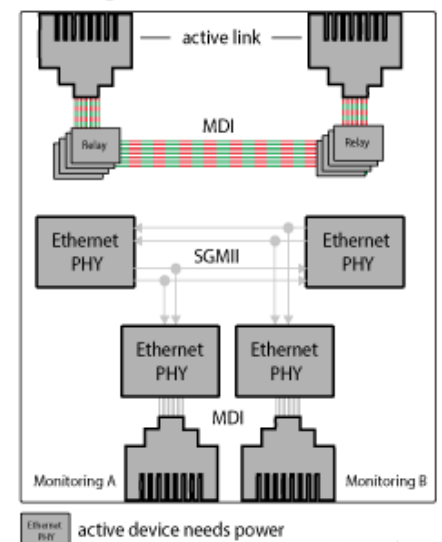 active link
MDI
Relay
Relay
Ethernet
PHY
SGMII
Ethernet
PHY
Ethernet
PHY
Ethernet
PHY
MDI
Monitoring A
Monitoring B
Ethernet
PHY
active device needs power